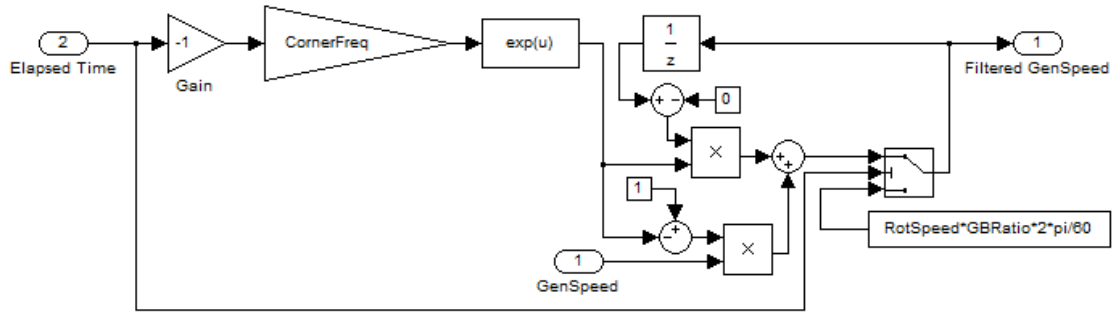 2
Elapsed Time
-1
Gain
CornerFreq
exp(u)
1
z
1
Filtered GenSpeed
+ −
0
×
+
+
1
+
−
×
1
GenSpeed
RotSpeed*GBRatio*2*pi/60